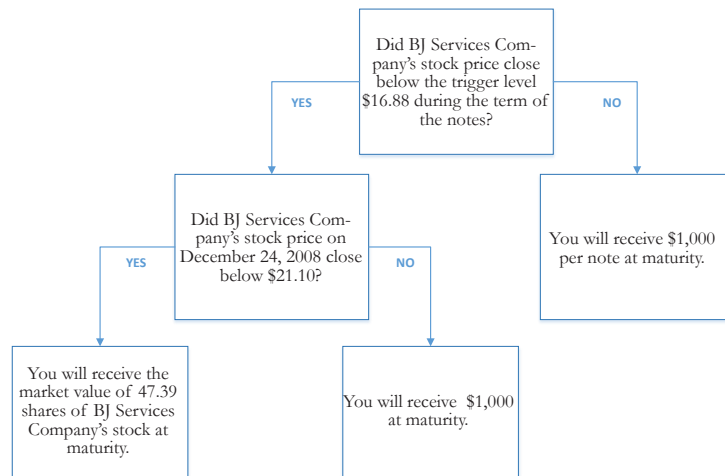 Did BJ Services Com-
pany's stock price close
below the trigger level
$16.88 during the term of
the notes?
YES
NO
Did BJ Services Com-
pany's stock price on
December 24, 2008 close
below $21.10?
You will receive $1,000
per note at maturity.
YES
NO
You will receive the
market value of 47.39
shares of BJ Services
Company's stock at
maturity.
You will receive $1,000
at maturity.